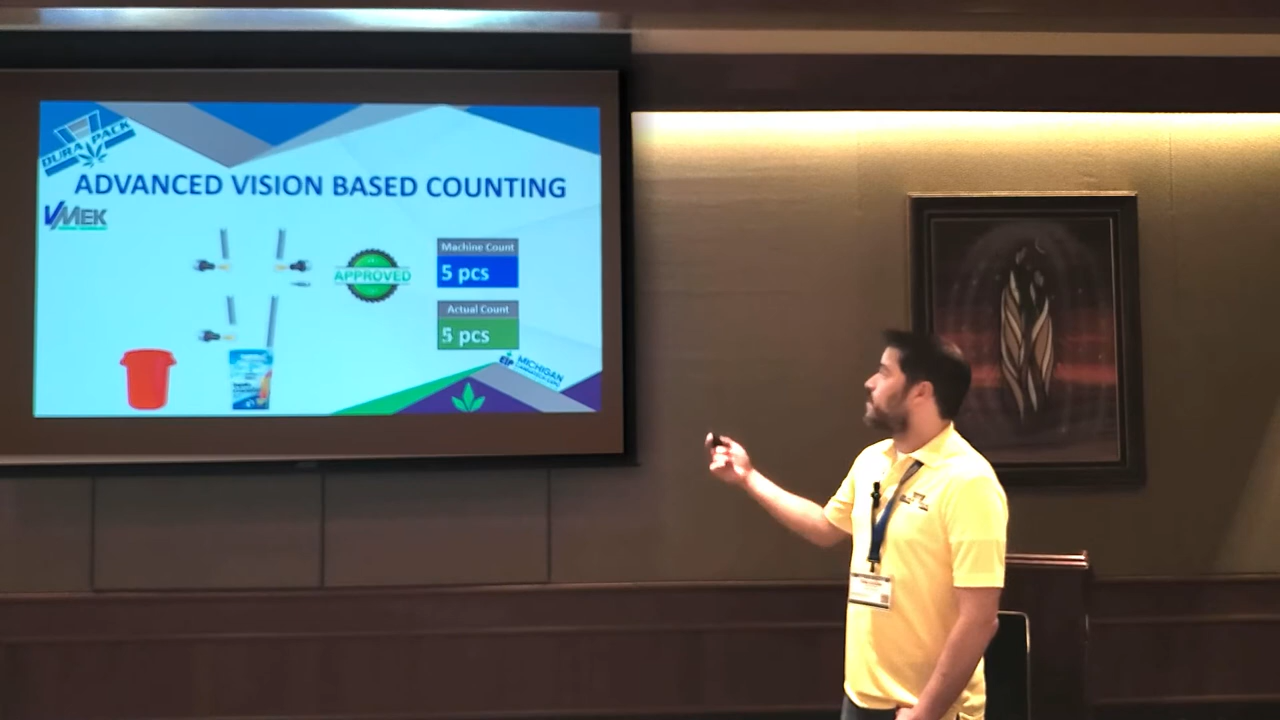 DURA PACK
ADVANCED VISION BASED COUNTING
VMEK
APPROVED
Machine Count
5 pcs
Actual Count
5 pcs
MICHIGAN